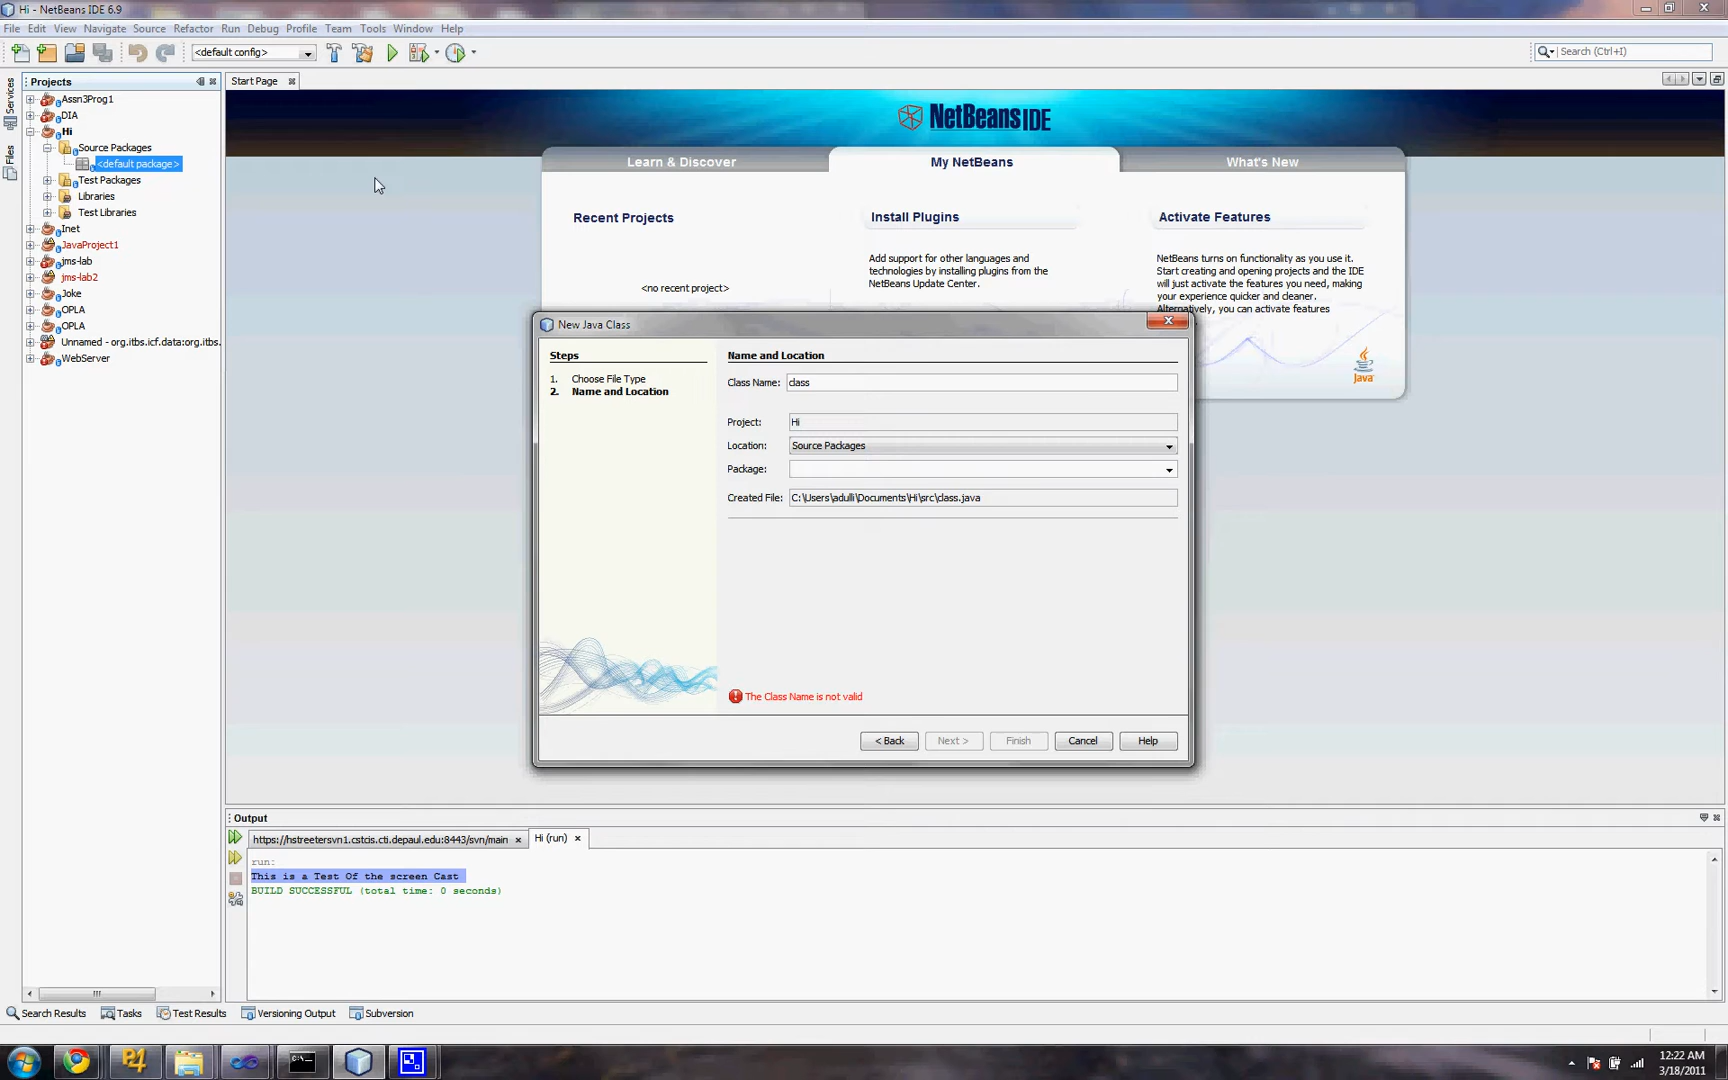 Hi - NetBeans IDE 6.9
File Edit View Navigate Source Refactor Run Debug Profile Team Tools Window Help
<default config>
Search (Ctrl+I)
Services
Files
Projects
Assn3Prog1
DIA
Hi
Source Packages
<default package>
Test Packages
Libraries
Test Libraries
Inet
JavaProject1
jms-lab
jms-lab2
Joke
OPLA
OPLA
Unnamed - org.itbs.icf.data:org.itbs.
WebServer
Start Page
NetBeans IDE
Learn & Discover
My NetBeans
What's New
Recent Projects
<no recent project>
Install Plugins
Add support for other languages and
technologies by installing plugins from the
NetBeans Update Center.
Activate Features
NetBeans turns on functionality as you use it.
Start creating and opening projects and the IDE
will just activate the features you need, making
your experience quicker and cleaner.
Alternatively, you can activate features
Java
New Java Class
Steps
1. Choose File Type
2. Name and Location
Name and Location
Class Name: class
Project: Hi
Location: Source Packages
Package:
Created File: C:\Users\adulli\Documents\Hi\src\class.java
The Class Name is not valid
< Back Next > Finish Cancel Help
Output
https://hstreetersvn1.cstcis.cti.depaul.edu:8443/svn/main
Hi (run)
run:
This is a Test Of the screen Cast
BUILD SUCCESSFUL (total time: 0 seconds)
Search Results Tasks Test Results Versioning Output Subversion
P4
C:\
12:22 AM
3/18/2011